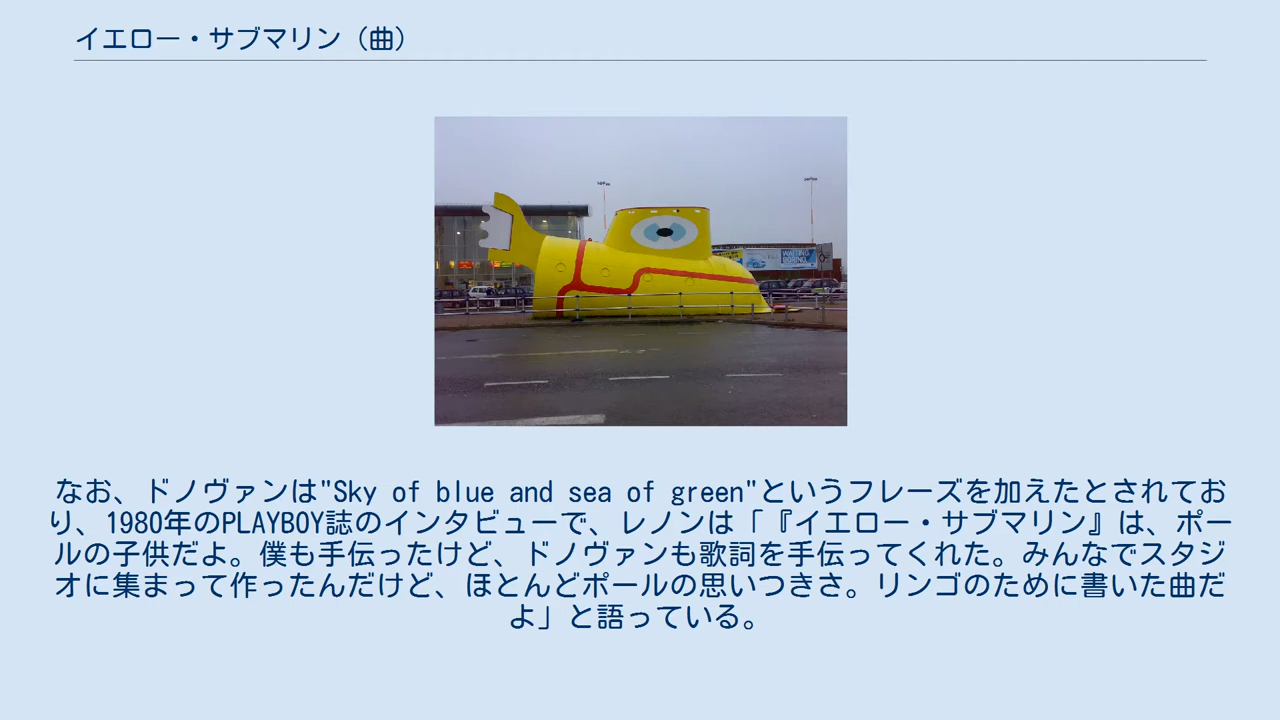 イエロー・サブマリン（曲）
WAITING
BORING.
なお、ドノヴァンは"Sky of blue and sea of green"というフレーズを加えたとされてお
り、1980年のPLAYBOY誌のインタビューで、レノンは「『イエロー・サブマリン』は、ポー
ルの子供だよ。僕も手伝ったけど、ドノヴァンも歌詞を手伝ってくれた。みんなでスタジ
オに集まって作ったんだけど、ほとんどポールの思いつきさ。リンゴのために書いた曲だ
よ」と語っている。